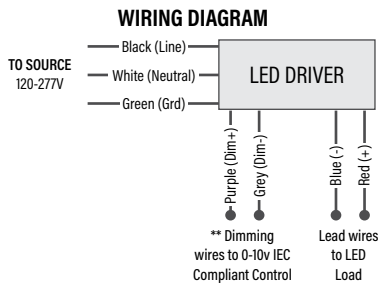 WIRING DIAGRAM
Black (Line)
TO SOURCE
120-277V
White (Neutral)
LED DRIVER
Green (Grd)
Purple (Dim+)
Grey (Dim-)
Blue (-)
Red (+)
** Dimming
wires to 0-10v IEC
Compliant Control
Lead wires
to LED
Load